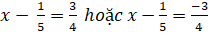 x − 1/5 = 3/4 hoặc x − 1/5 = −3/4